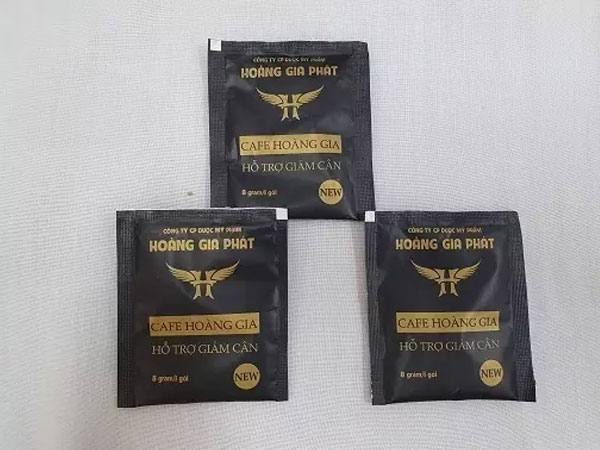 CÔNG TY CP DƯỢC MỸ PHẨM
HOÀNG GIA PHÁT
H
CAFE HOÀNG GIA
HỖ TRỢ GIẢM CÂN
8 gram/1 gói
NEW
CÔNG TY CP DƯỢC MỸ PHẨM
HOÀNG GIA PHÁT
H
CAFE HOÀNG GIA
HỖ TRỢ GIẢM CÂN
8 gram/1 gói
NEW
CÔNG TY CP DƯỢC MỸ PHẨM
HOÀNG GIA PHÁT
H
CAFE HOÀNG GIA
HỖ TRỢ GIẢM CÂN
8 gram/1 gói
NEW